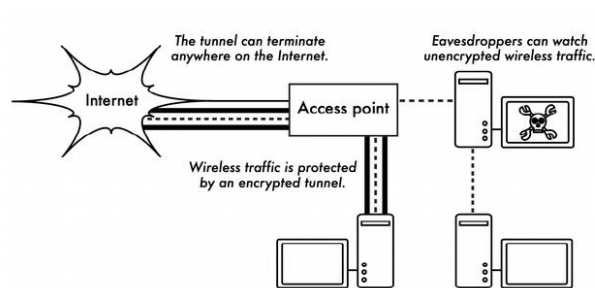 The tunnel can terminate
anywhere on the Internet.
Eavesdroppers can watch
unencrypted wireless traffic.
Internet
Access point
Wireless traffic is protected
by an encrypted tunnel.